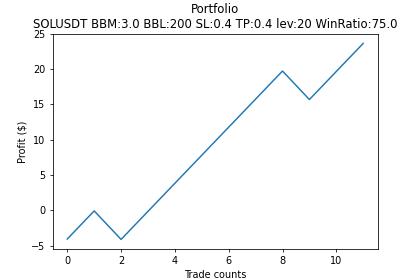 Portfolio
SOLUSDT BBM:3.0 BBL:200 SL:0.4 TP:0.4 lev:20 WinRatio:75.0
25
20
15
10
5
0
−5
Profit ($)
0 2 4 6 8 10
Trade counts